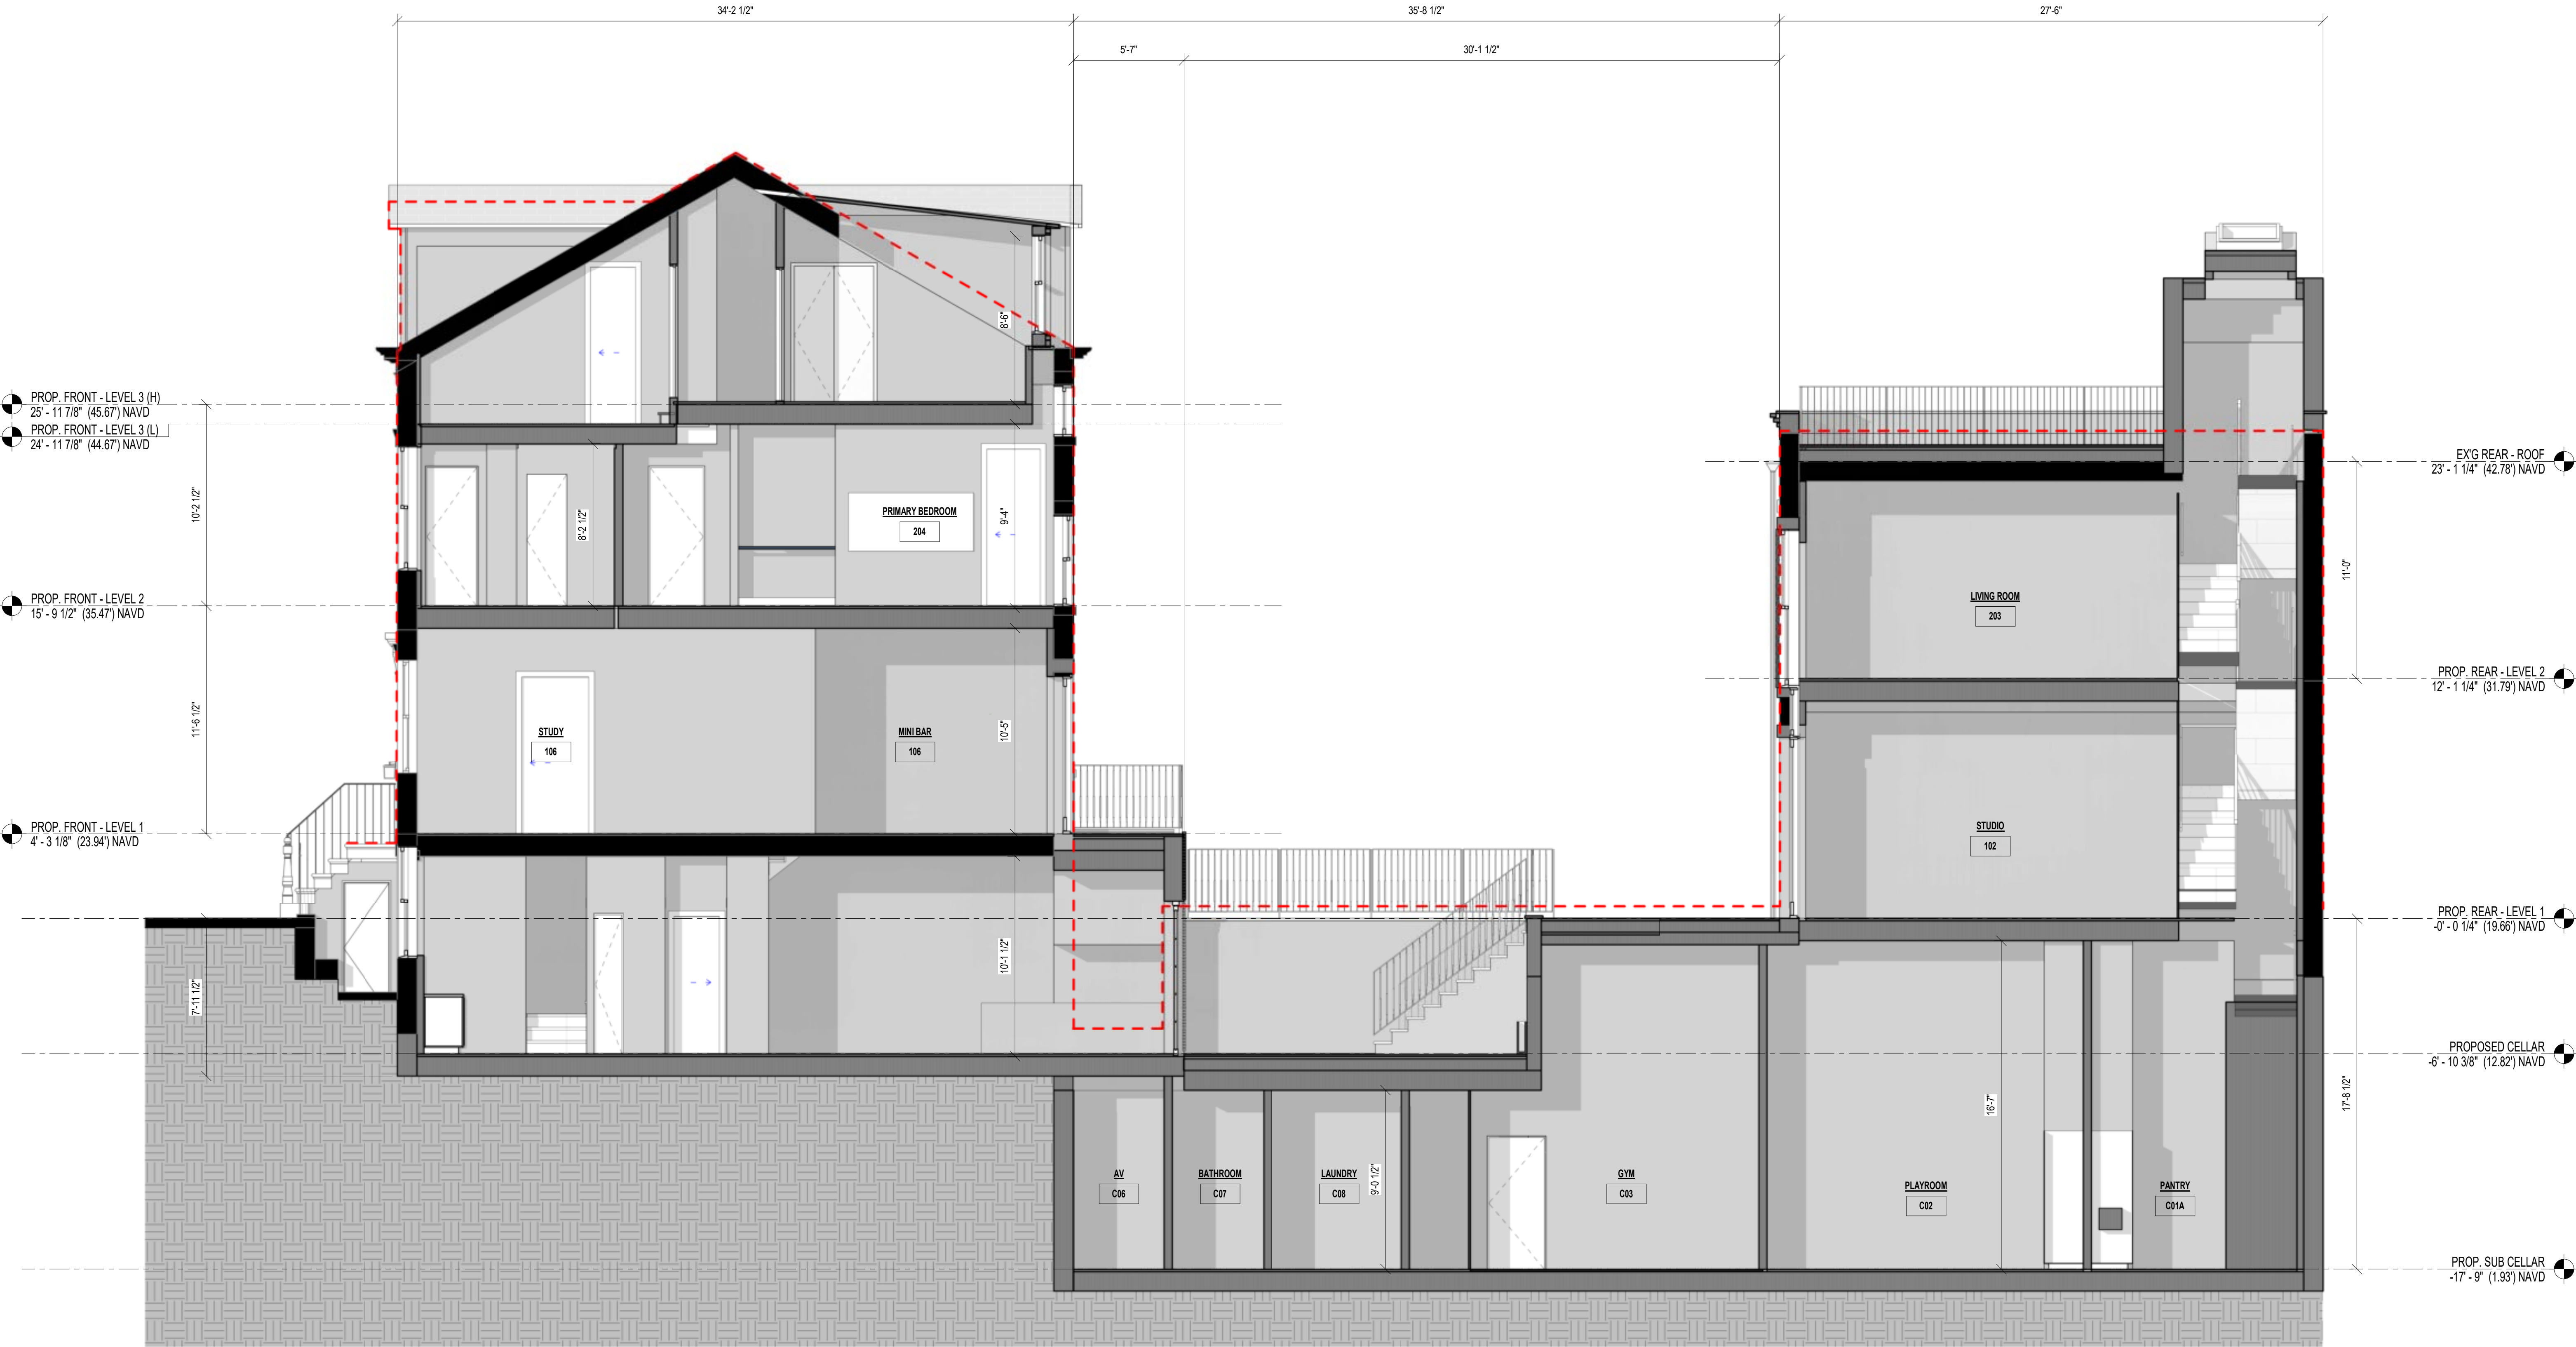 34'-2 1/2"
35'-8 1/2"
27'-6"
5'-7"
30'-1 1/2"
8'-6"
PROP. FRONT - LEVEL 3 (H)
25' - 11 7/8" (45.67') NAVD
PROP. FRONT - LEVEL 3 (L)
24' - 11 7/8" (44.67') NAVD
EX'G REAR - ROOF
23' - 1 1/4" (42.78') NAVD
10'-2 1/2"
8'-2 1/2"
PRIMARY BEDROOM
204
9'-4"
11'-0"
PROP. FRONT - LEVEL 2
15' - 9 1/2" (35.47') NAVD
LIVING ROOM
203
PROP. REAR - LEVEL 2
12' - 1 1/4" (31.79') NAVD
11'-6 1/2"
STUDY
106
MINI BAR
106
10'-5"
PROP. FRONT - LEVEL 1
4' - 3 1/8" (23.94') NAVD
STUDIO
102
PROP. REAR - LEVEL 1
-0' - 0 1/4" (19.66') NAVD
7'-11 1/2"
10'-1 1/2"
PROPOSED CELLAR
-6' - 10 3/8" (12.82') NAVD
16'-7"
17'-8 1/2"
AV
C06
BATHROOM
C07
LAUNDRY
C08
9'-0 1/2"
GYM
C03
PLAYROOM
C02
PANTRY
C01A
PROP. SUB CELLAR
-17' - 9" (1.93') NAVD